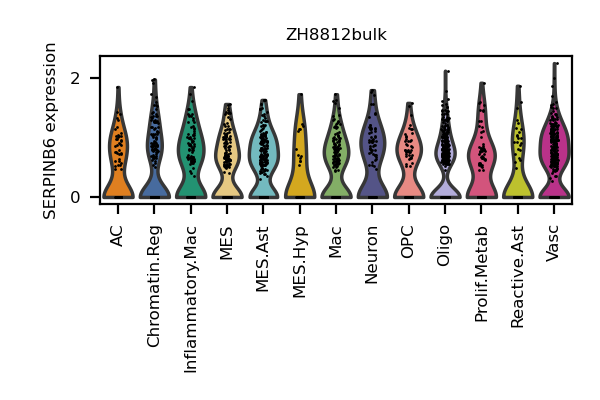 ZH8812bulk
SERPINB6 expression
2
0
AC
Chromatin.Reg
Inflammatory.Mac
MES
MES.Ast
MES.Hyp
Mac
Neuron
OPC
Oligo
Prolif.Metab
Reactive.Ast
Vasc